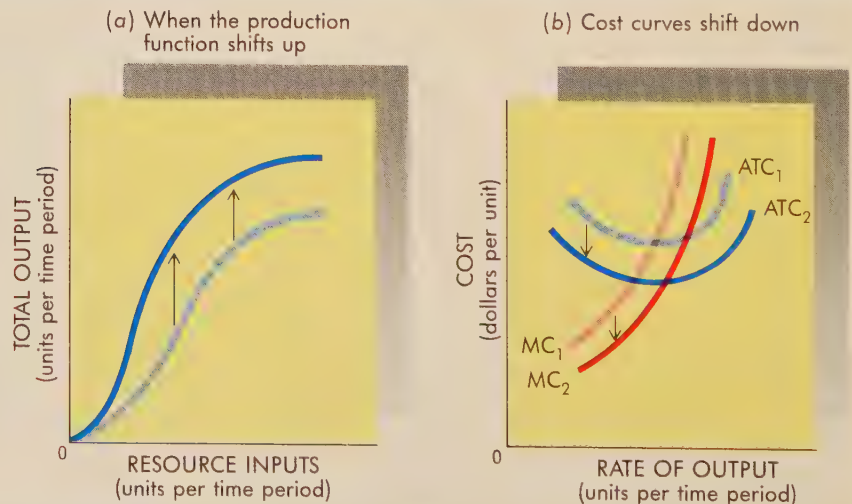 (a) When the production
function shifts up
TOTAL OUTPUT
(units per time period)
0
RESOURCE INPUTS
(units per time period)
(b) Cost curves shift down
COST
(dollars per unit)
ATC₁
ATC₂
MC₁
MC₂
0
RATE OF OUTPUT
(units per time period)